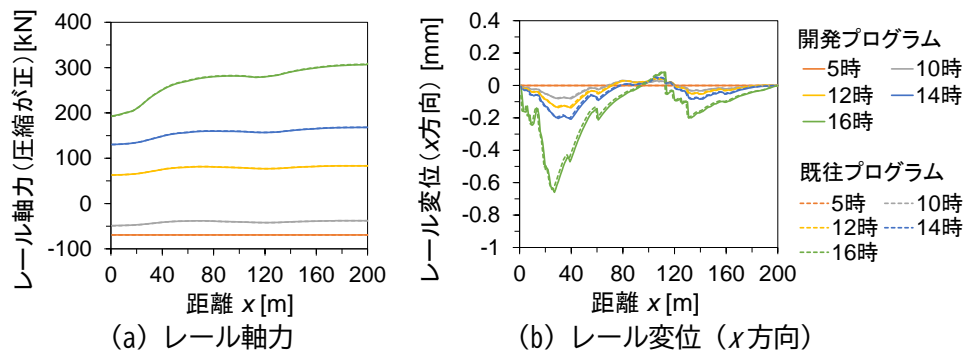 レール軸力(圧縮が正) [kN]
400
300
200
100
0
-100
0 40 80 120 160 200
距離 x [m]
(a) レール軸力
レール変位(x方向) [mm]
0.4
0.2
0
-0.2
-0.4
-0.6
-0.8
-1
0 40 80 120 160 200
距離 x [m]
(b) レール変位(x方向)
開発プログラム
5時 10時
12時 14時
16時
既往プログラム
5時 10時
12時 14時
16時